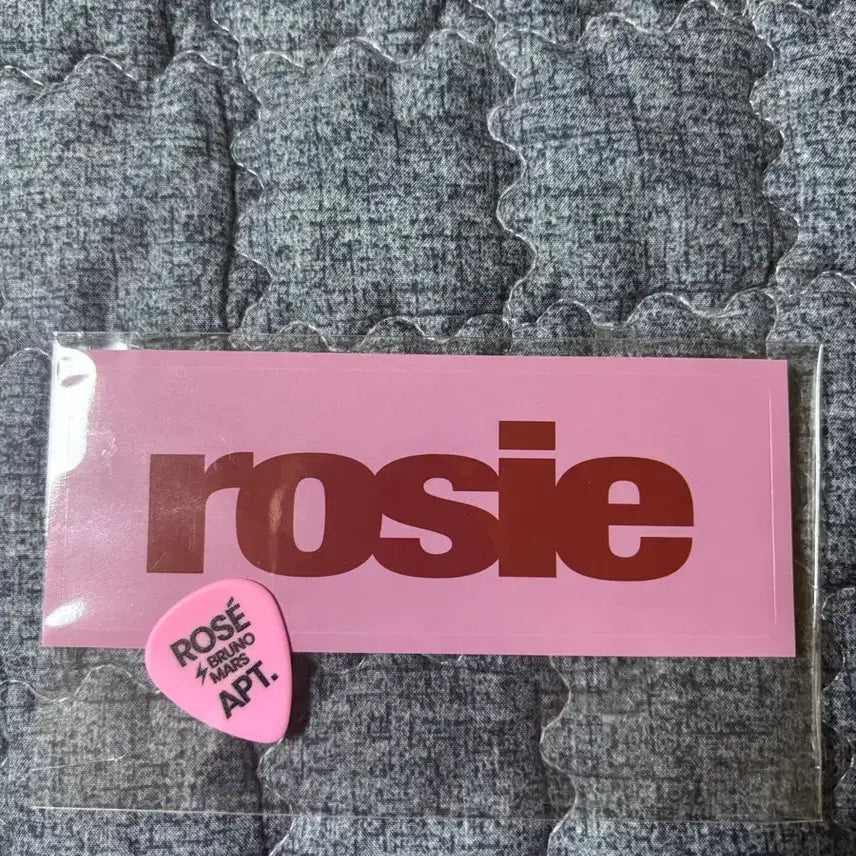 rosie
ROSÉ
BRUNO
MARS
APT.